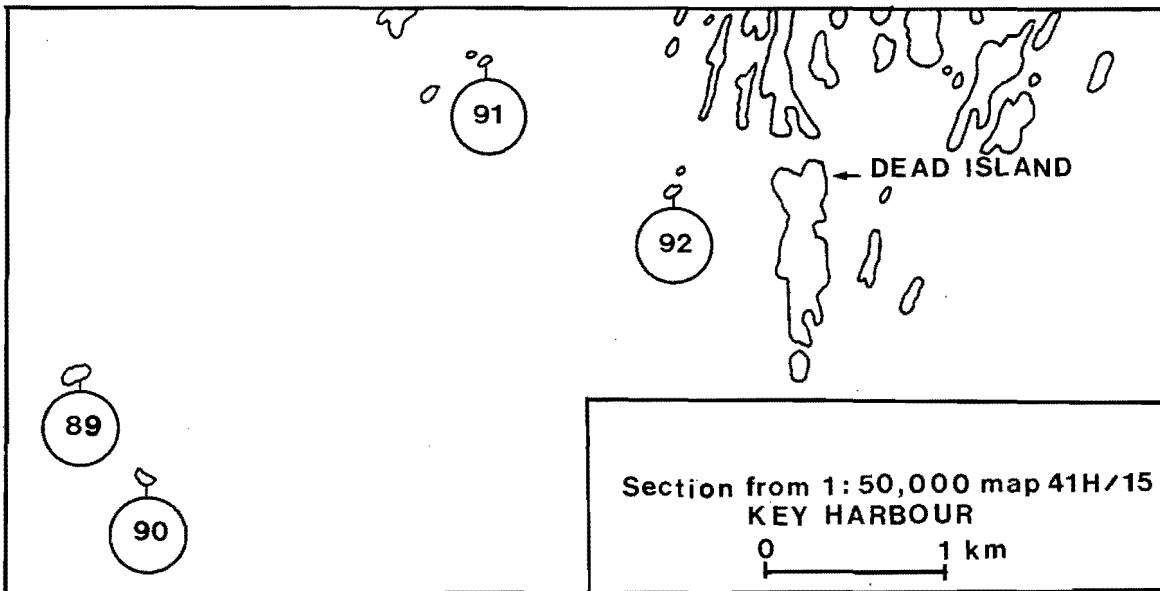 91
DEAD ISLAND
92
89
90
Section from 1:50,000 map 41H/15
KEY HARBOUR
0 1 km